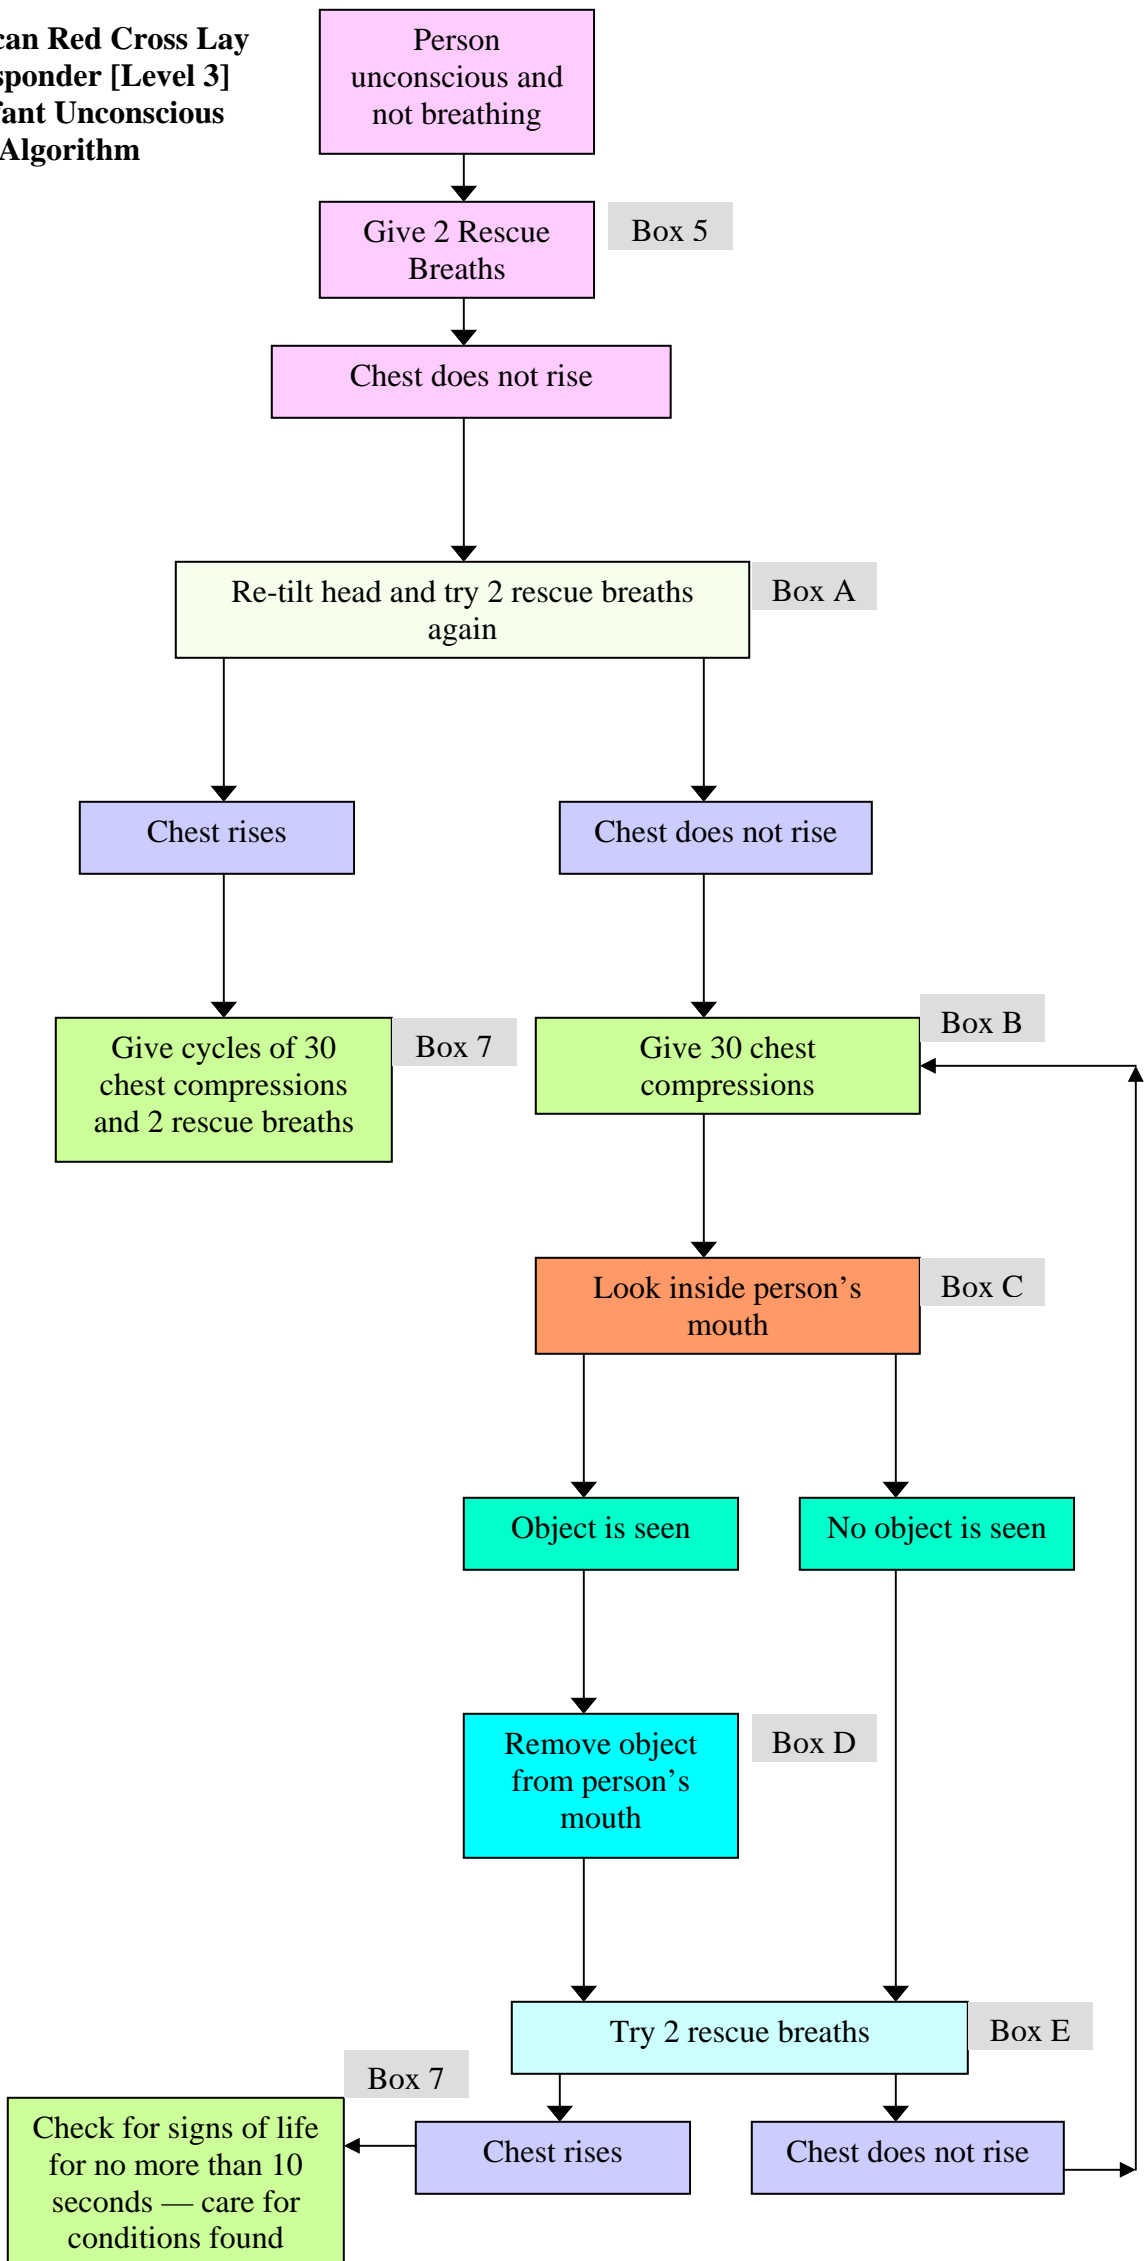 can Red Cross Lay
sponder [Level 3]
fant Unconscious
Algorithm
Person
unconscious and
not breathing
Give 2 Rescue
Breaths
Box 5
Chest does not rise
Re-tilt head and try 2 rescue breaths
again
Box A
Chest rises
Chest does not rise
Give cycles of 30
chest compressions
and 2 rescue breaths
Box 7
Give 30 chest
compressions
Box B
Look inside person’s
mouth
Box C
Object is seen
No object is seen
Remove object
from person’s
mouth
Box D
Try 2 rescue breaths
Box E
Box 7
Check for signs of life
for no more than 10
seconds — care for
conditions found
Chest rises
Chest does not rise